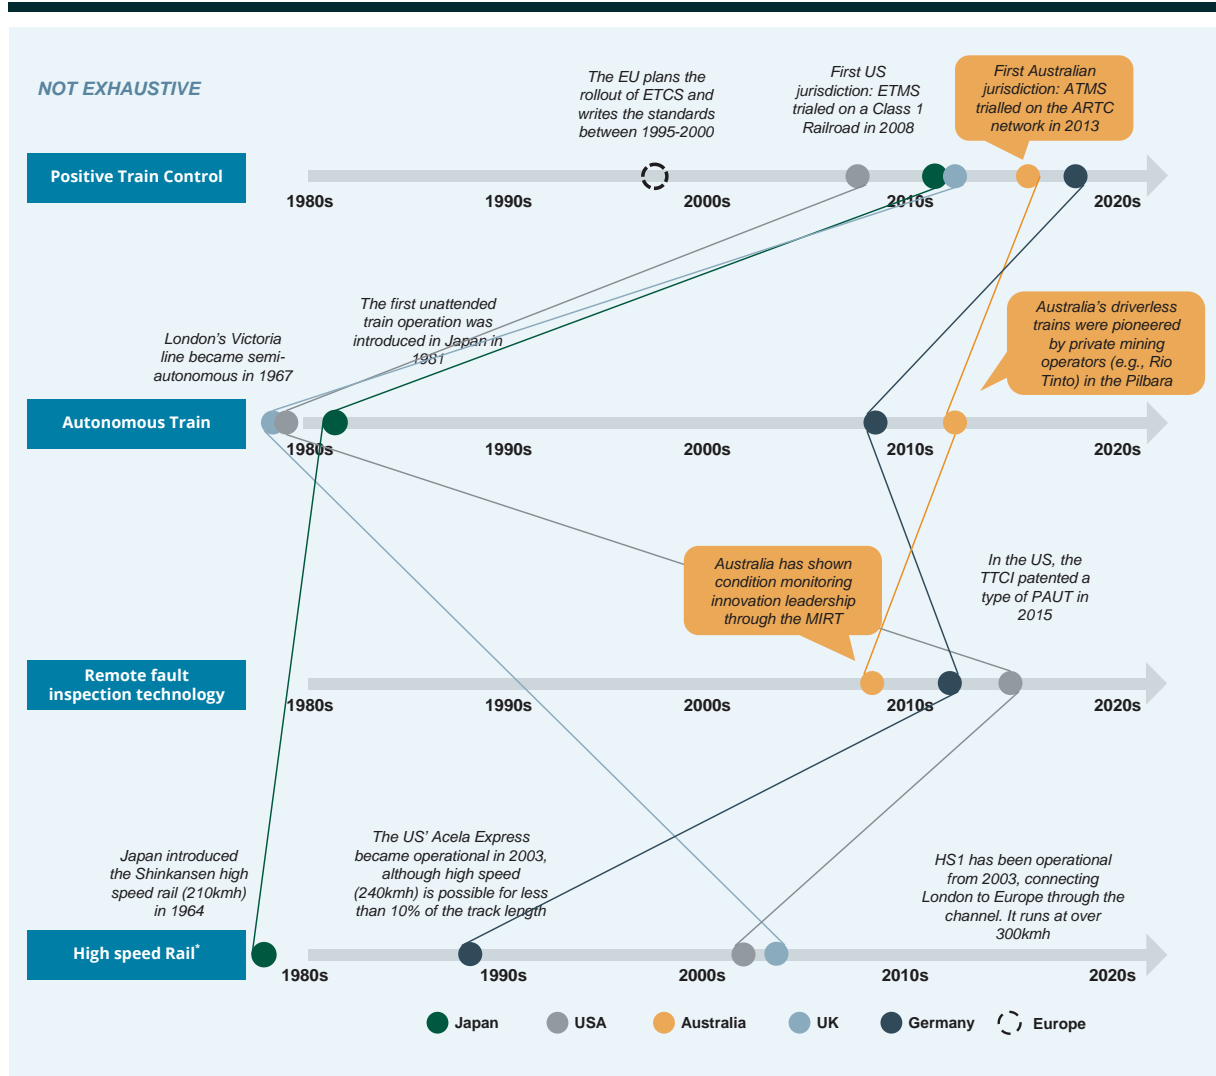 NOT EXHAUSTIVE
The EU plans the
rollout of ETCS and
writes the standards
between 1995-2000
First US
jurisdiction: ETMS
trialed on a Class 1
Railroad in 2008
First Australian
jurisdiction: ATMS
trialled on the ARTC
network in 2013
Positive Train Control
1980s
1990s
2000s
2010s
2020s
London’s Victoria
line became semi-
autonomous in 1967
The first unattended
train operation was
introduced in Japan in
1981
Australia’s driverless
trains were pioneered
by private mining
operators (e.g., Rio
Tinto) in the Pilbara
Autonomous Train
1980s
1990s
2000s
2010s
2020s
Australia has shown
condition monitoring
innovation leadership
through the MIRT
In the US, the
TTCI patented a
type of PAUT in
2015
Remote fault
inspection technology
1980s
1990s
2000s
2010s
2020s
Japan introduced
the Shinkansen high
speed rail (210kmh)
in 1964
The US’ Acela Express
became operational in 2003,
although high speed
(240kmh) is possible for less
than 10% of the track length
HS1 has been operational
from 2003, connecting
London to Europe through the
channel. It runs at over
300kmh
High speed Rail*
1980s
1990s
2000s
2010s
2020s
Japan
USA
Australia
UK
Germany
Europe